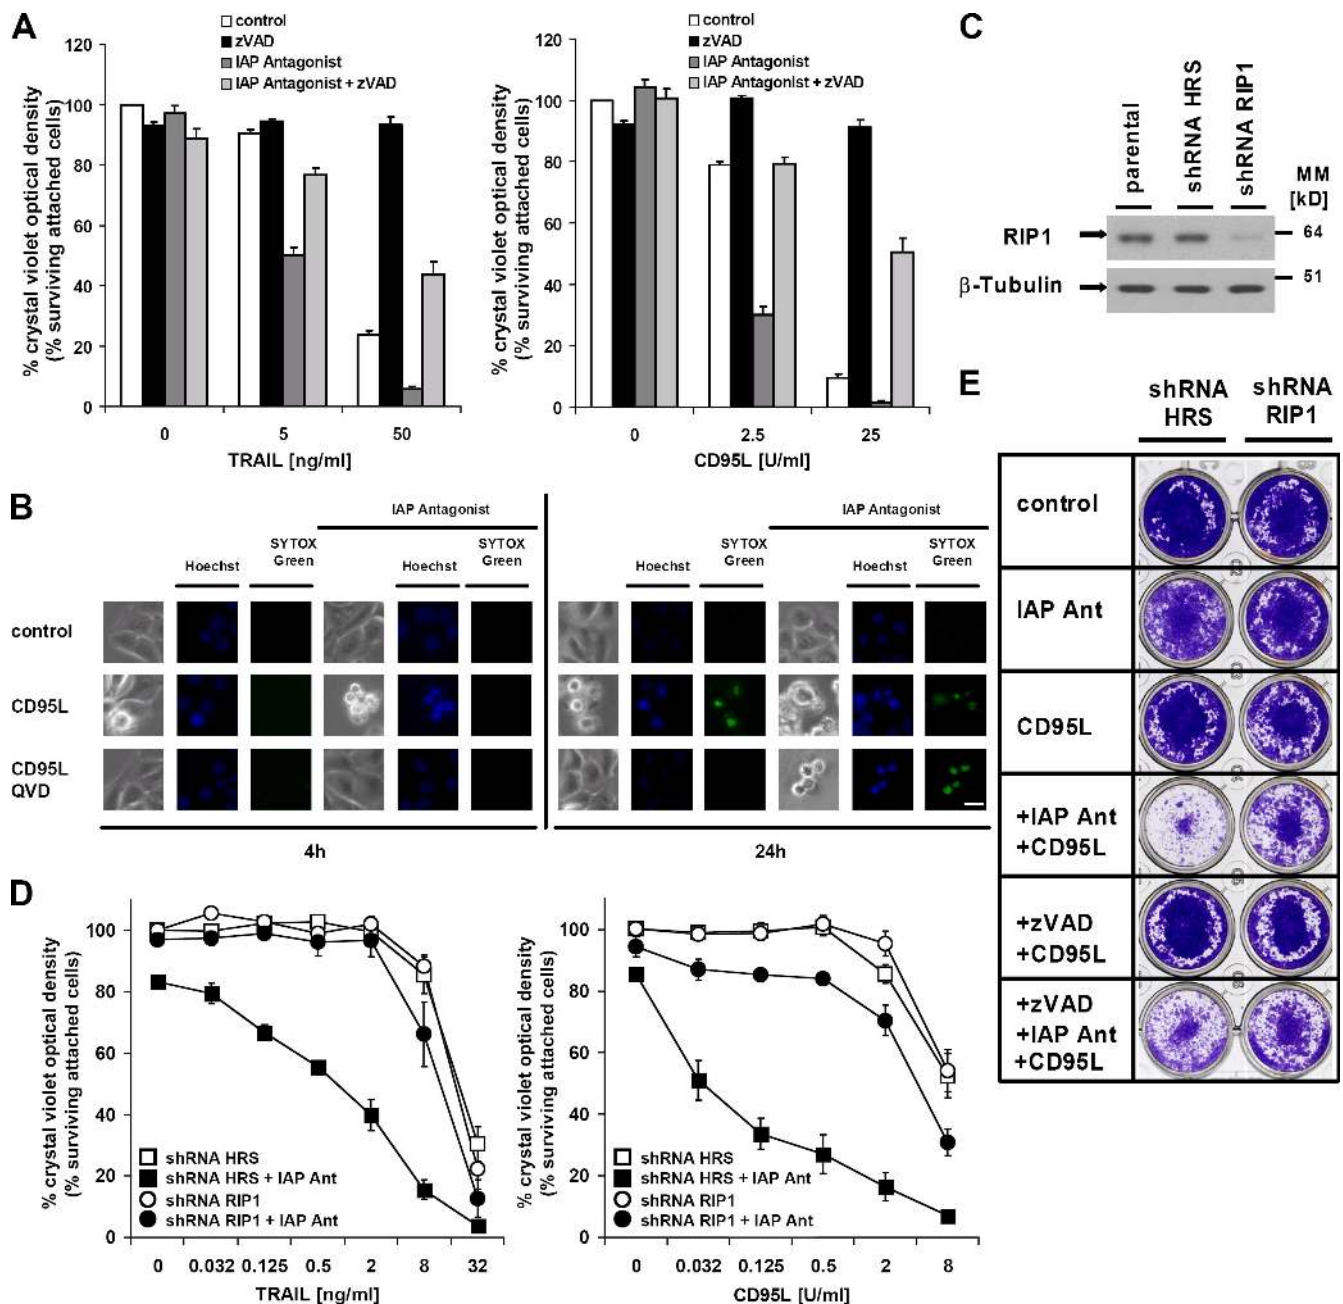 A
control
zVAD
IAP Antagonist
IAP Antagonist + zVAD
% crystal violet optical density
(% surviving attached cells)
120
100
80
60
40
20
0
0
5
50
TRAIL [ng/ml]
control
zVAD
IAP Antagonist
IAP Antagonist + zVAD
% crystal violet optical density
(% surviving attached cells)
120
100
80
60
40
20
0
0
2.5
25
CD95L [U/ml]
C
parental
shRNA HRS
shRNA RIP1
MM
[kD]
RIP1
64
β-Tubulin
51
B
IAP Antagonist
IAP Antagonist
Hoechst
SYTOX
Green
Hoechst
SYTOX
Green
Hoechst
SYTOX
Green
Hoechst
SYTOX
Green
control
CD95L
CD95L
QVD
4h
24h
D
% crystal violet optical density
(% surviving attached cells)
100
80
60
40
20
0
shRNA HRS
shRNA HRS + IAP Ant
shRNA RIP1
shRNA RIP1 + IAP Ant
0
0.032
0.125
0.5
2
8
32
TRAIL [ng/ml]
% crystal violet optical density
(% surviving attached cells)
100
80
60
40
20
0
shRNA HRS
shRNA HRS + IAP Ant
shRNA RIP1
shRNA RIP1 + IAP Ant
0
0.032
0.125
0.5
2
8
CD95L [U/ml]
E
shRNA
HRS
shRNA
RIP1
control
IAP Ant
CD95L
+IAP Ant
+CD95L
+zVAD
+CD95L
+zVAD
+IAP Ant
+CD95L